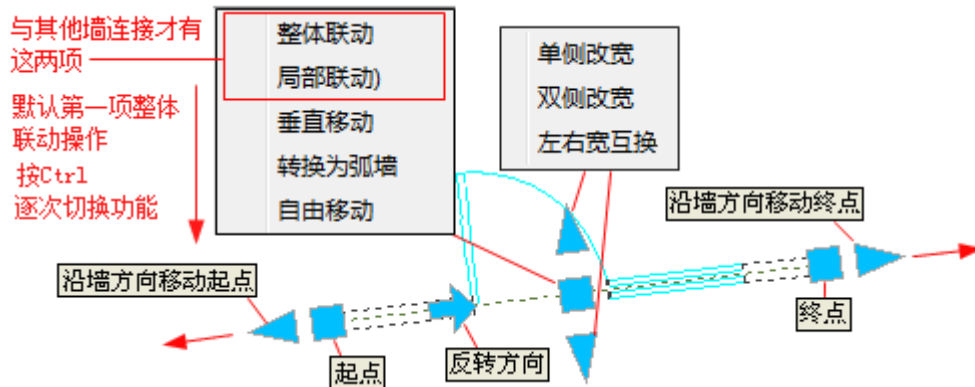 与其他墙连接才有
这两项
默认第一项整体
联动操作
按Ctrl
逐次切换功能
整体联动
局部联动)
垂直移动
转换为弧墙
自由移动
单侧改宽
双侧改宽
左右宽互换
沿墙方向移动终点
沿墙方向移动起点
终点
反转方向
起点